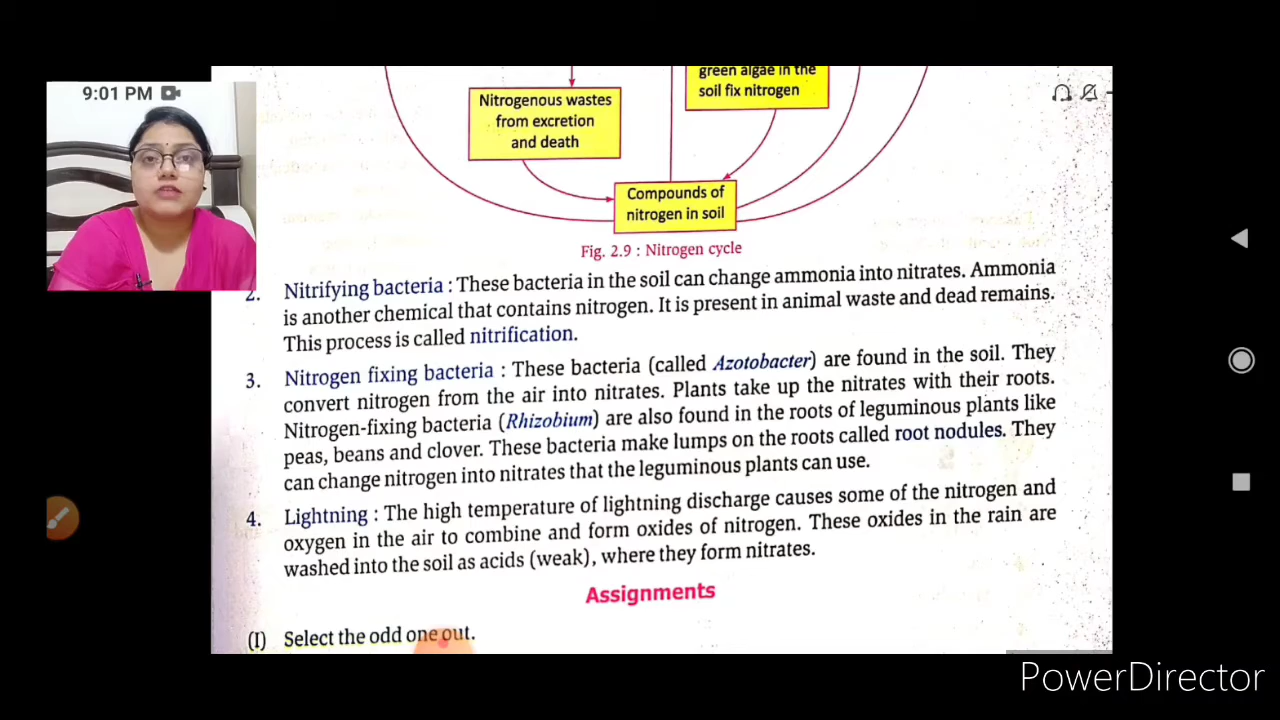 9:01 PM
green algae in the
soil fix nitrogen
Nitrogenous wastes
from excretion
and death
Compounds of
nitrogen in soil
Fig. 2.9 : Nitrogen cycle
2. Nitrifying bacteria : These bacteria in the soil can change ammonia into nitrates. Ammonia
is another chemical that contains nitrogen. It is present in animal waste and dead remains.
This process is called nitrification.
3. Nitrogen fixing bacteria : These bacteria (called Azotobacter) are found in the soil. They
convert nitrogen from the air into nitrates. Plants take up the nitrates with their roots.
Nitrogen-fixing bacteria (Rhizobium) are also found in the roots of leguminous plants like
peas, beans and clover. These bacteria make lumps on the roots called root nodules. They
can change nitrogen into nitrates that the leguminous plants can use.
4. Lightning : The high temperature of lightning discharge causes some of the nitrogen and
oxygen in the air to combine and form oxides of nitrogen. These oxides in the rain are
washed into the soil as acids (weak), where they form nitrates.
Assignments
(I) Select the odd one out.
PowerDirector